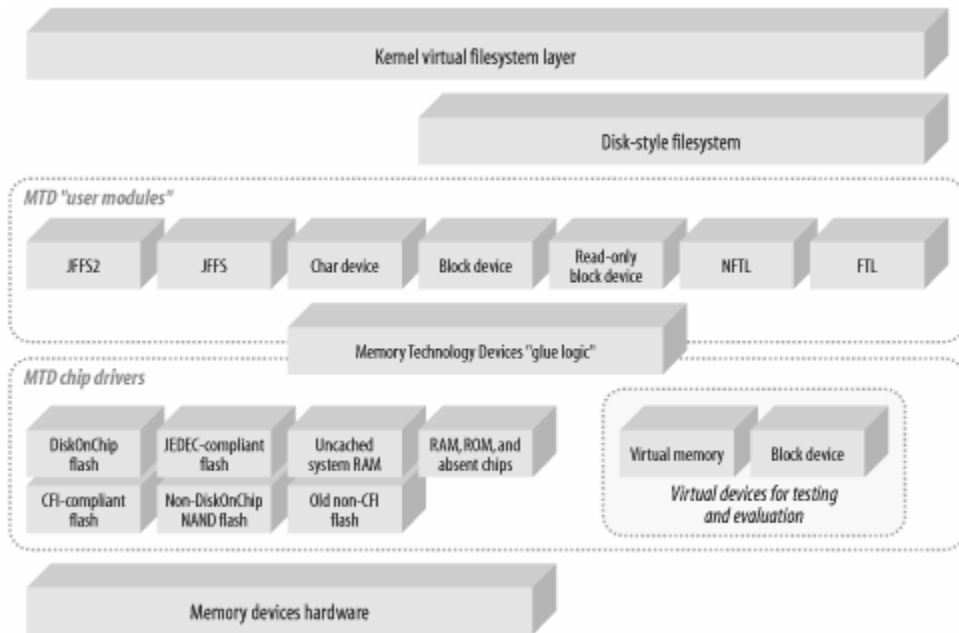 Kernel virtual filesystem layer
Disk-style filesystem
MTD "user modules"
JFFS2
JFFS
Char device
Block device
Read-only
block device
NFTL
FTL
Memory Technology Devices "glue logic"
MTD chip drivers
DiskOnChip
flash
JEDEC-compliant
flash
Uncached
system RAM
RAM, ROM, and
absent chips
CFI-compliant
flash
Non-DiskOnChip
NAND flash
Old non-CFI
flash
Virtual memory
Block device
Virtual devices for testing
and evaluation
Memory devices hardware